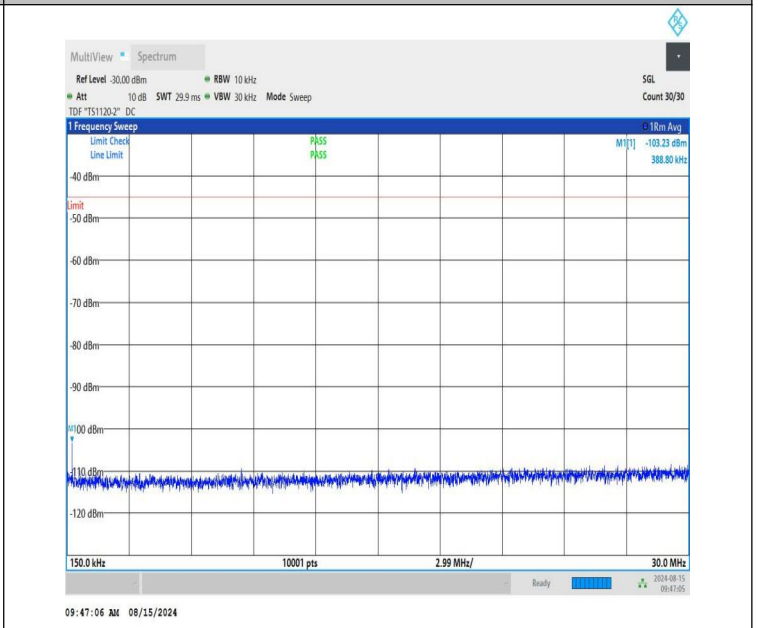 R S
MultiView Spectrum
Ref Level -30.00 dBm RBW 10 kHz SGL
Att 10 dB SWT 29.9 ms VBW 30 kHz Mode Sweep Count 30/30
TDF "TS1120-2" DC
1 Frequency Sweep 1Rm Avg
Limit Check PASS M1[1] -103.23 dBm
Line Limit PASS 388.80 kHz
-40 dBm
Limit
-50 dBm
-60 dBm
-70 dBm
-80 dBm
-90 dBm
M1
-100 dBm
-110 dBm
-120 dBm
150.0 kHz 10001 pts 2.99 MHz/ 30.0 MHz
Ready 2024-08-15
09:47:05
09:47:06 AM 08/15/2024